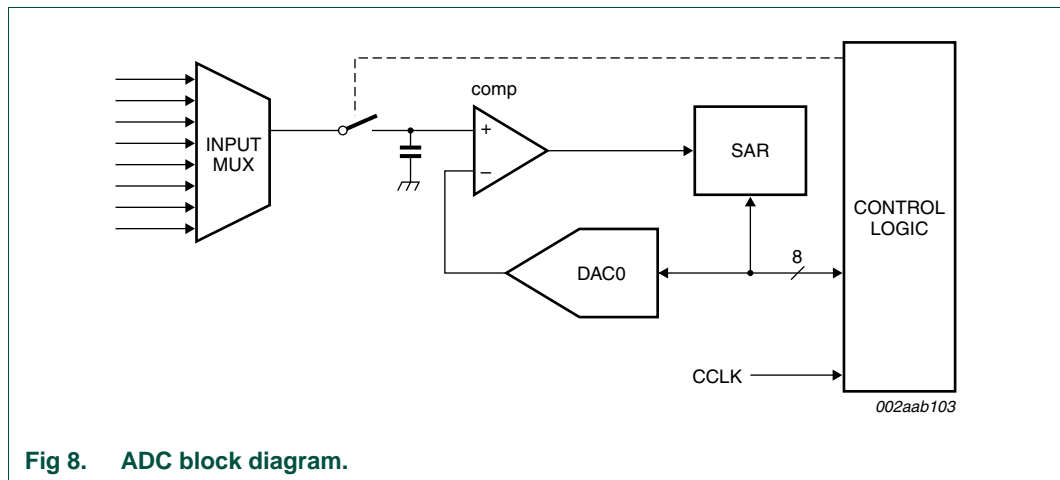 comp
INPUT
MUX
+
–
SAR
CONTROL
LOGIC
DAC0
8
CCLK
002aab103
Fig 8. ADC block diagram.